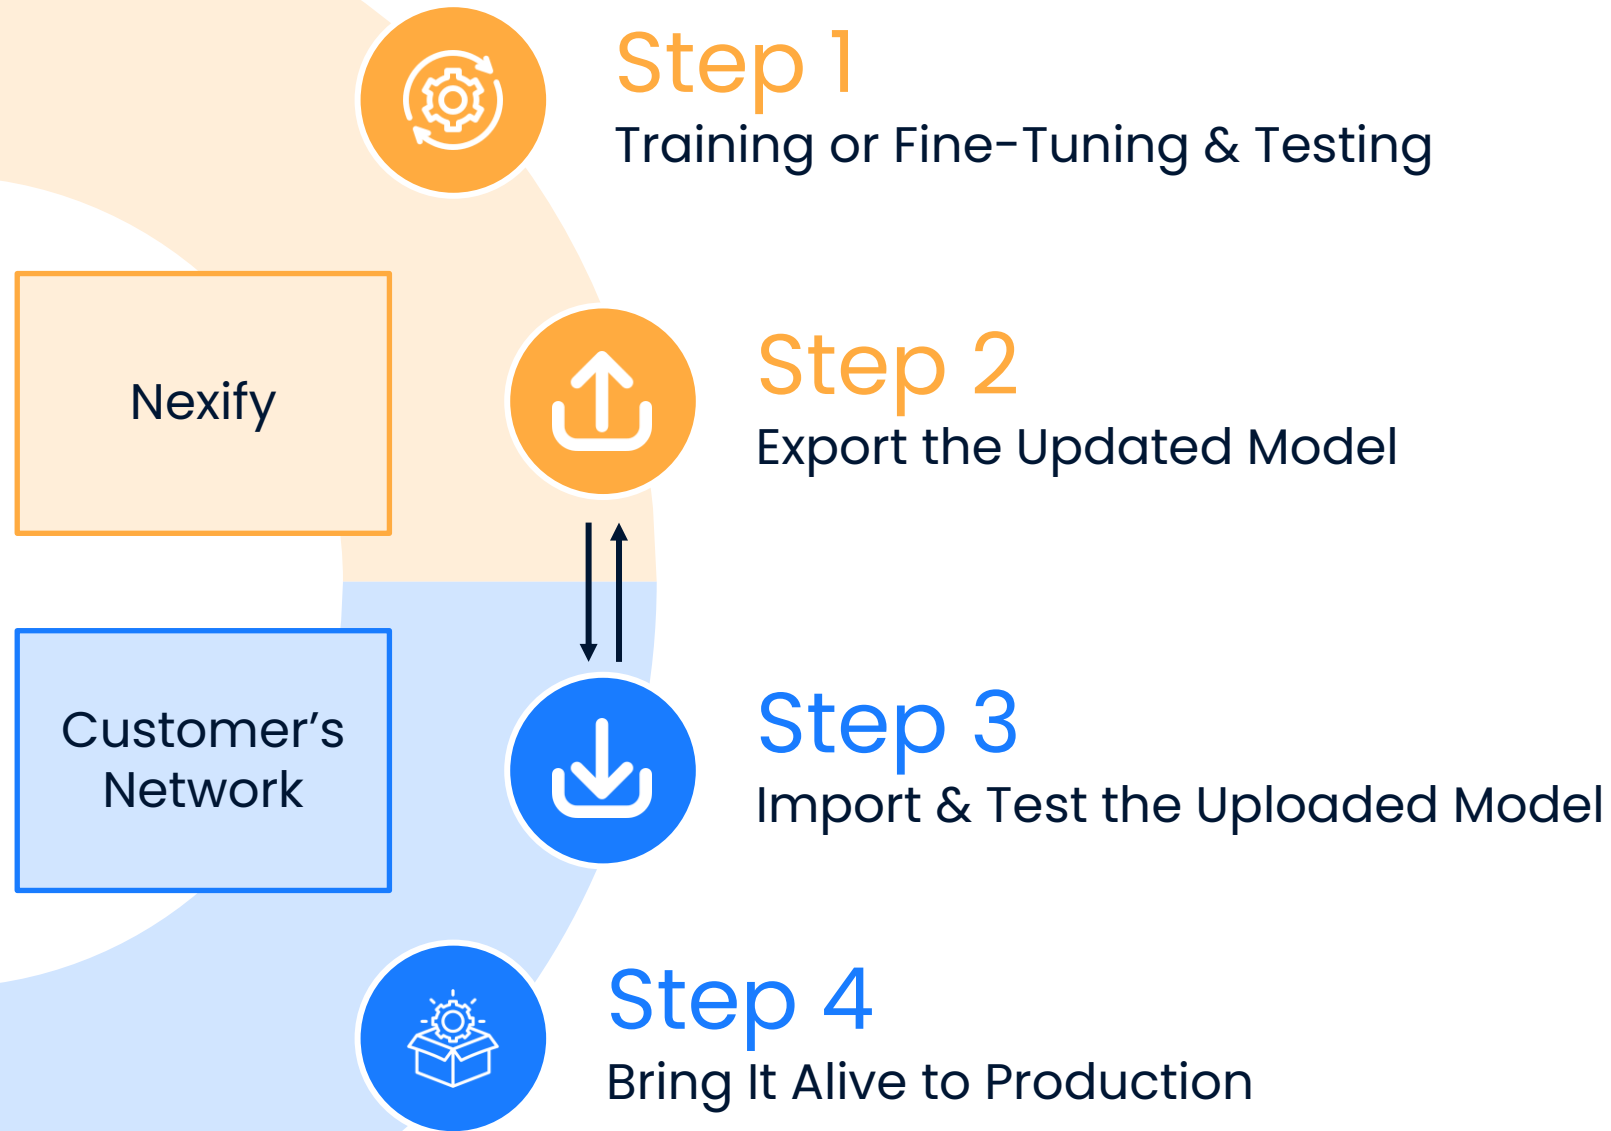 Step 1
Training or Fine-Tuning & Testing
Nexify
Step 2
Export the Updated Model
Customer’s
Network
Step 3
Import & Test the Uploaded Model
Step 4
Bring It Alive to Production